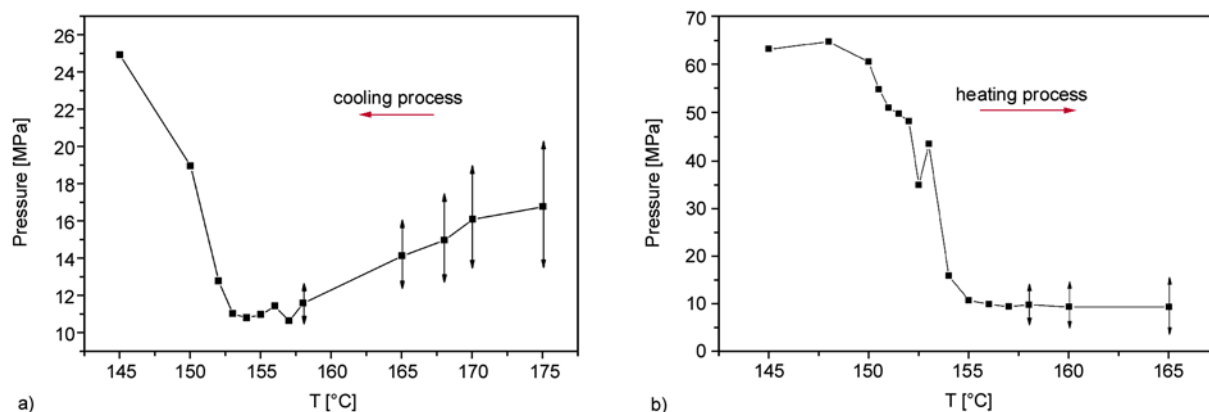 26
24
22
20
18
16
14
12
10
Pressure [MPa]
cooling process
145 150 155 160 165 170 175
T [°C]
a)
70
60
50
40
30
20
10
0
Pressure [MPa]
heating process
145 150 155 160 165
T [°C]
b)